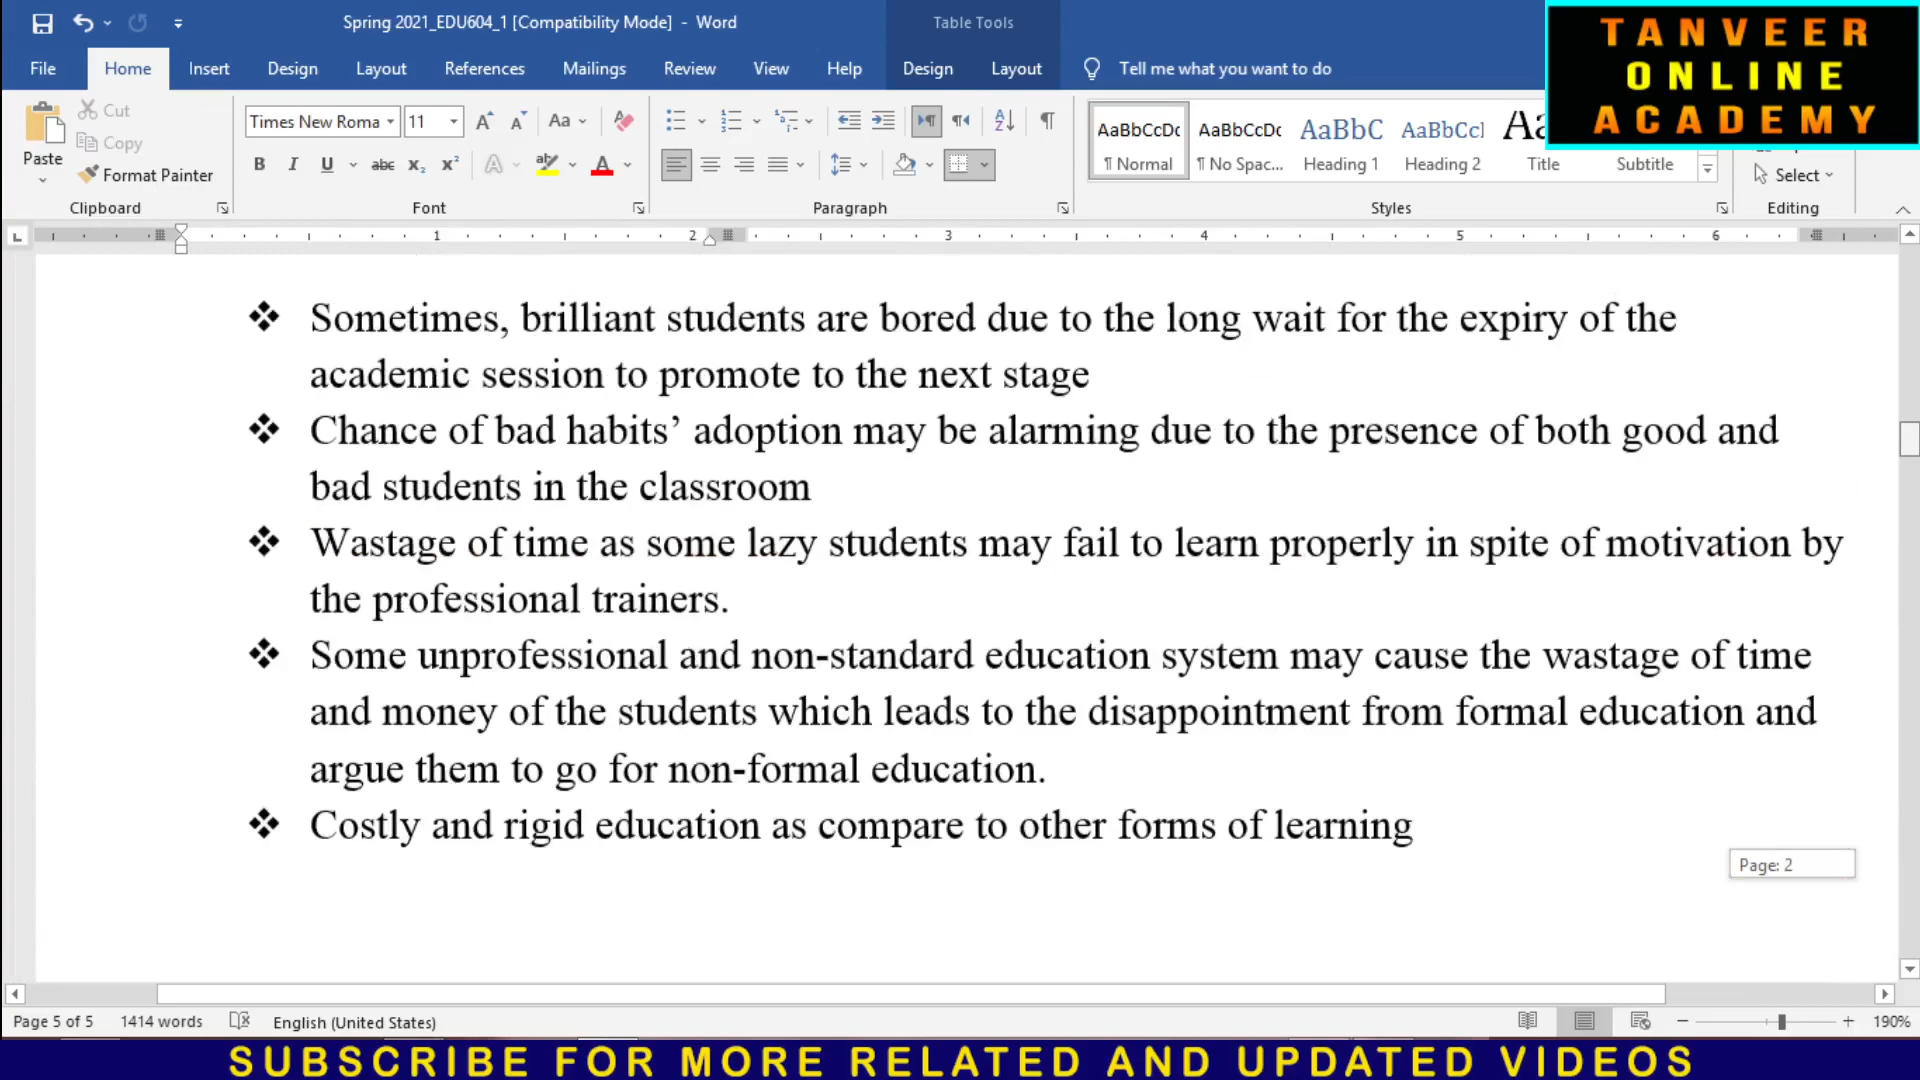 Spring 2021_EDU604_1 [Compatibility Mode] - Word
Table Tools
TANVEER
ONLINE
ACADEMY
File Home Insert Design Layout References Mailings Review View Help Design Layout Tell me what you want to do
Cut
Copy
Paste
Format Painter
Times New Roma 11
Aa
AaBbCcDc AaBbCcDc AaBbC AaBbCcl
¶ Normal ¶ No Spac... Heading 1 Heading 2 Title Subtitle
Select
Clipboard Font Paragraph Styles Editing
1 2 3 4 5 6
❖ Sometimes, brilliant students are bored due to the long wait for the expiry of the
academic session to promote to the next stage
❖ Chance of bad habits’ adoption may be alarming due to the presence of both good and
bad students in the classroom
❖ Wastage of time as some lazy students may fail to learn properly in spite of motivation by
the professional trainers.
❖ Some unprofessional and non-standard education system may cause the wastage of time
and money of the students which leads to the disappointment from formal education and
argue them to go for non-formal education.
❖ Costly and rigid education as compare to other forms of learning
Page: 2
Page 5 of 5 1414 words English (United States) 190%
SUBSCRIBE FOR MORE RELATED AND UPDATED VIDEOS